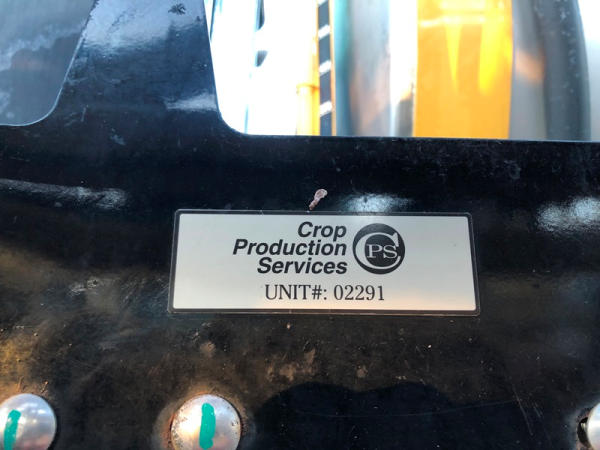 Crop
Production
Services
CPS
UNIT#: 02291